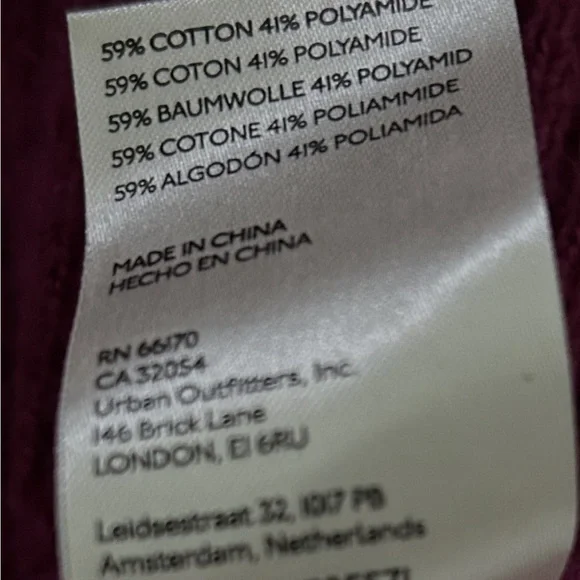 59% COTTON 41% POLYAMIDE
59% COTON 41% POLYAMIDE
59% BAUMWOLLE 41% POLYAMID
59% COTONE 41% POLIAMMIDE
59% ALGODÓN 41% POLIAMIDA
MADE IN CHINA
HECHO EN CHINA
RN 66170
CA 32054
Urban Outfitters, Inc.
146 Brick Lane
LONDON, E1 6RU
Leidsestraat 32, 1017 PB
Amsterdam, Netherlands